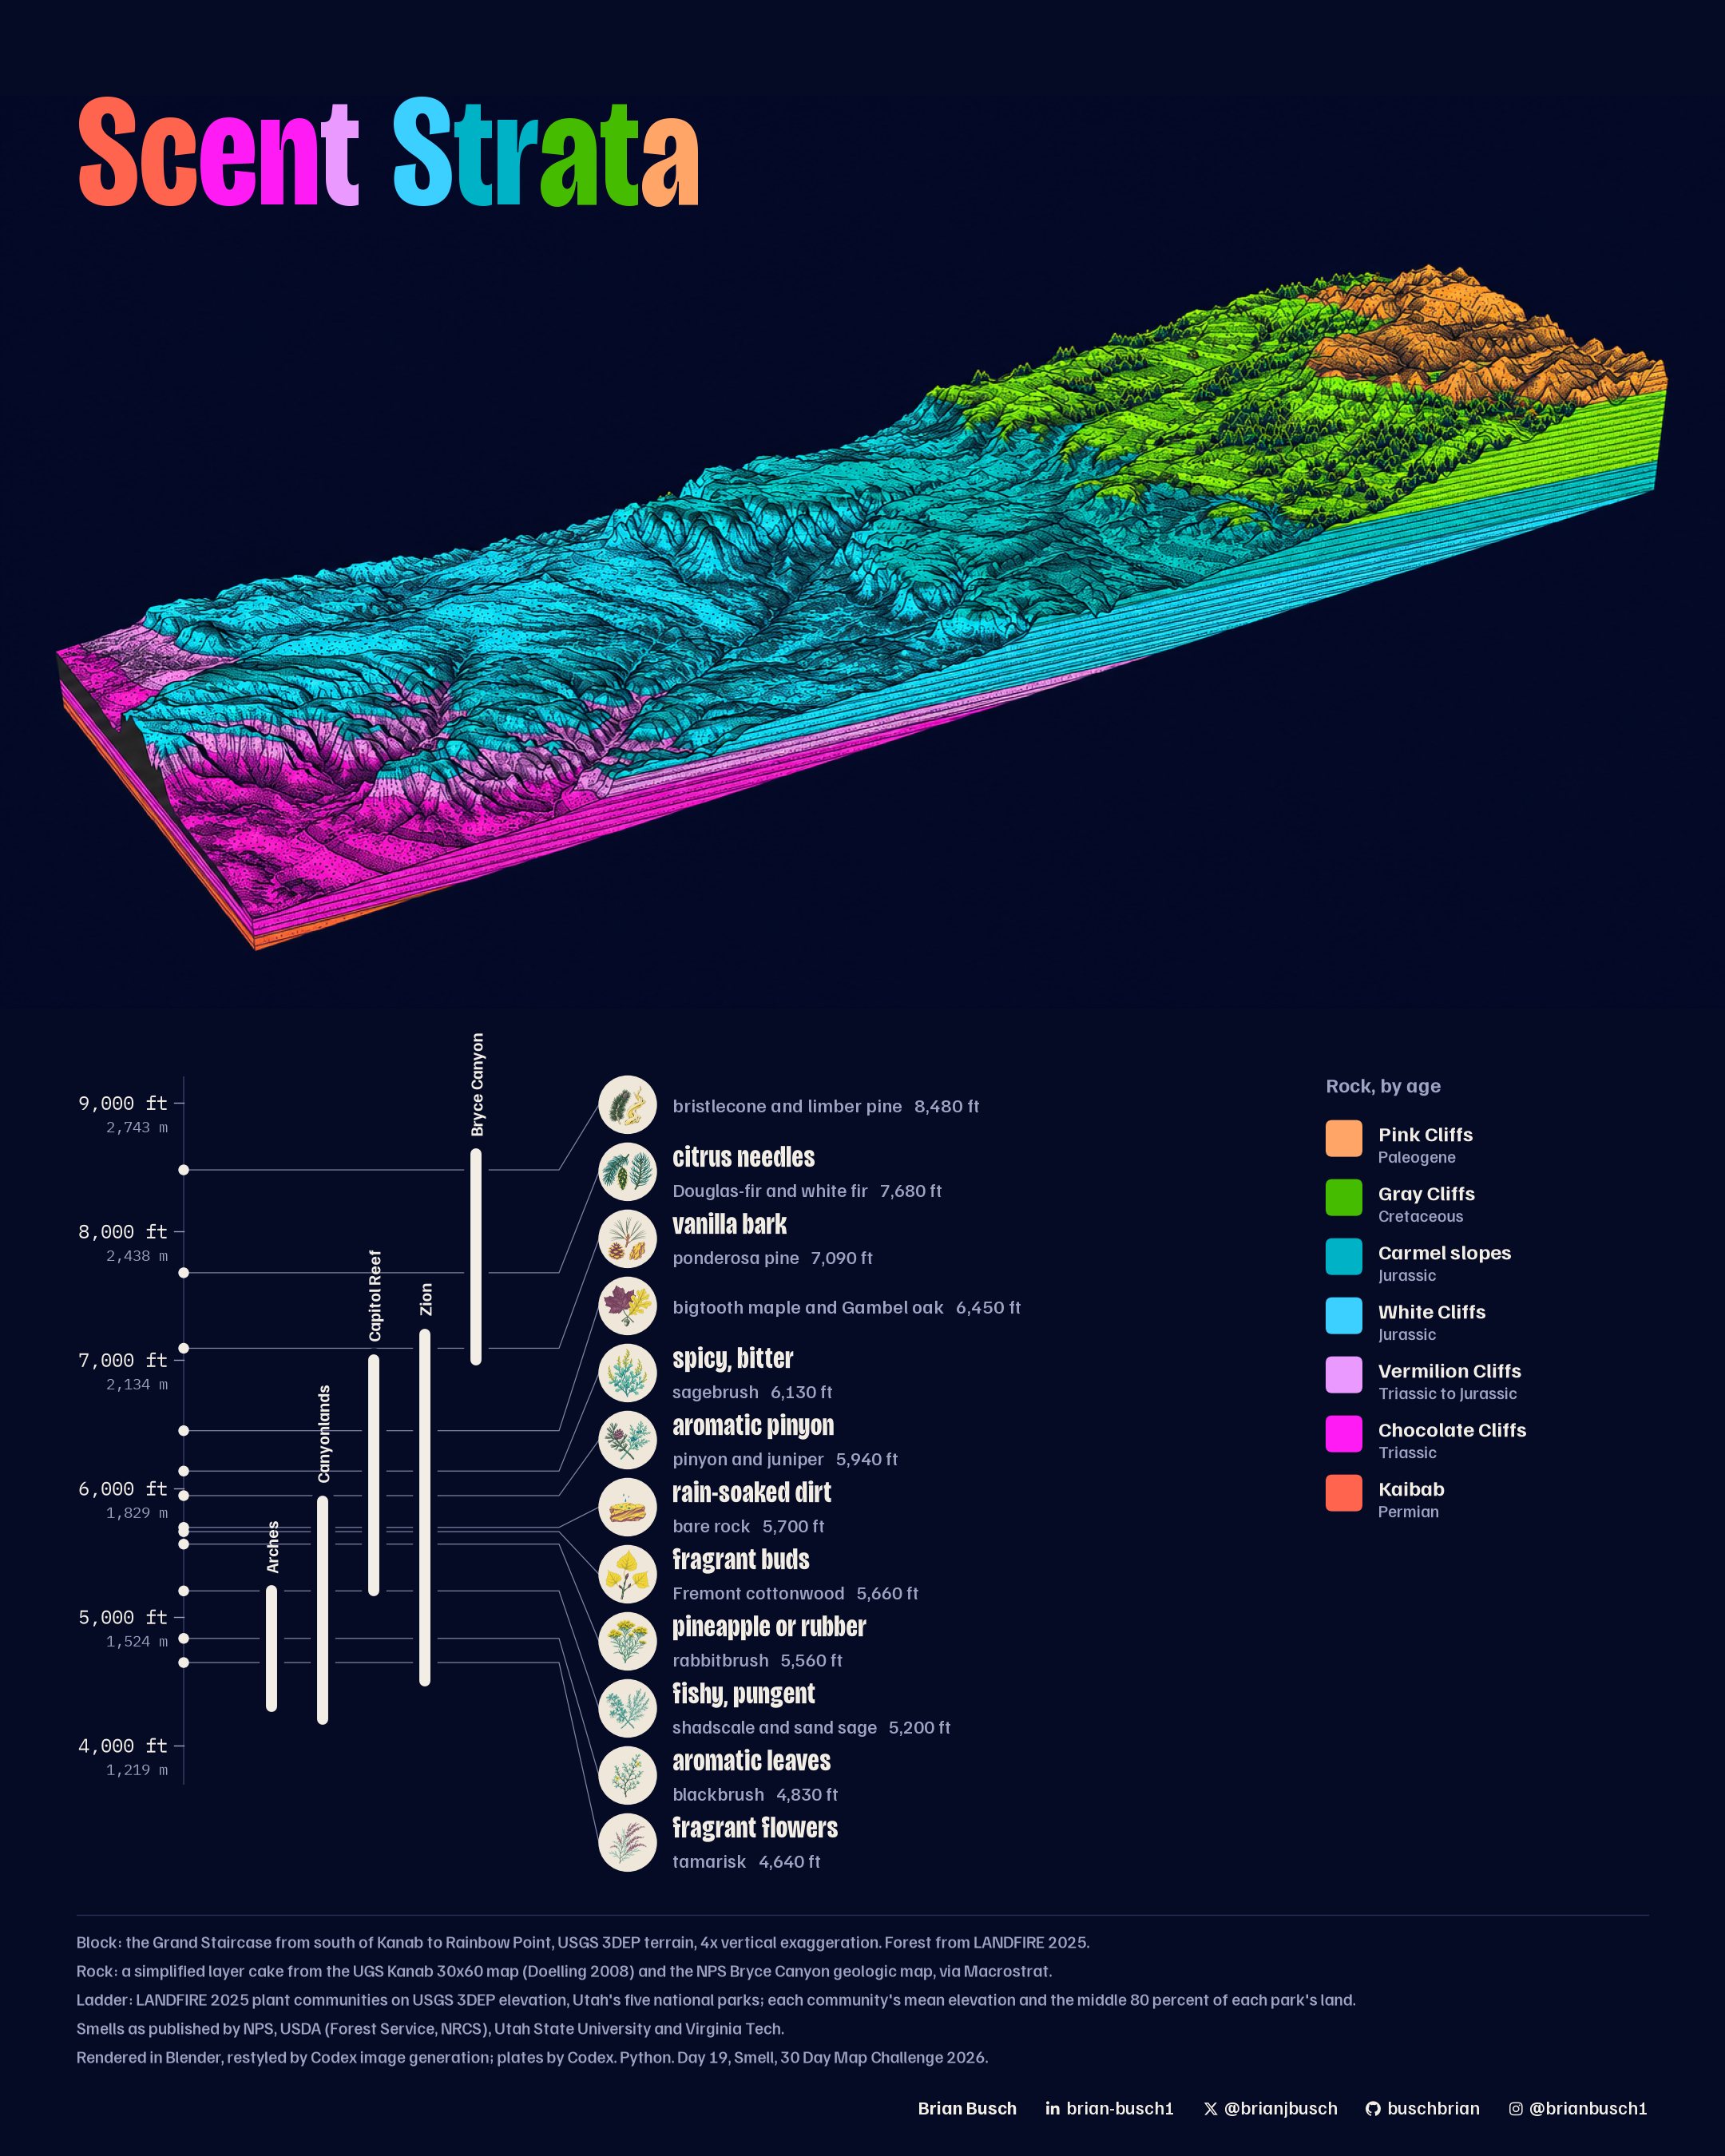 Scent Strata
Bryce Canyon
Capitol Reef
Zion
Canyonlands
Arches
9,000 ft
2,743 m
8,000 ft
2,438 m
7,000 ft
2,134 m
6,000 ft
1,829 m
5,000 ft
1,524 m
4,000 ft
1,219 m
bristlecone and limber pine 8,480 ft
citrus needles
Douglas-fir and white fir 7,680 ft
vanilla bark
ponderosa pine 7,090 ft
bigtooth maple and Gambel oak 6,450 ft
spicy, bitter
sagebrush 6,130 ft
aromatic pinyon
pinyon and juniper 5,940 ft
rain-soaked dirt
bare rock 5,700 ft
fragrant buds
Fremont cottonwood 5,660 ft
pineapple or rubber
rabbitbrush 5,560 ft
fishy, pungent
shadscale and sand sage 5,200 ft
aromatic leaves
blackbrush 4,830 ft
fragrant flowers
tamarisk 4,640 ft
Rock, by age
Pink Cliffs
Paleogene
Gray Cliffs
Cretaceous
Carmel slopes
Jurassic
White Cliffs
Jurassic
Vermilion Cliffs
Triassic to Jurassic
Chocolate Cliffs
Triassic
Kaibab
Permian
Block: the Grand Staircase from south of Kanab to Rainbow Point, USGS 3DEP terrain, 4x vertical exaggeration. Forest from LANDFIRE 2025.
Rock: a simplified layer cake from the UGS Kanab 30x60 map (Doelling 2008) and the NPS Bryce Canyon geologic map, via Macrostrat.
Ladder: LANDFIRE 2025 plant communities on USGS 3DEP elevation, Utah's five national parks; each community's mean elevation and the middle 80 percent of each park's land.
Smells as published by NPS, USDA (Forest Service, NRCS), Utah State University and Virginia Tech.
Rendered in Blender, restyled by Codex image generation; plates by Codex. Python. Day 19, Smell, 30 Day Map Challenge 2026.
Brian Busch brian-busch1 @brianjbusch buschbrian @brianbusch1